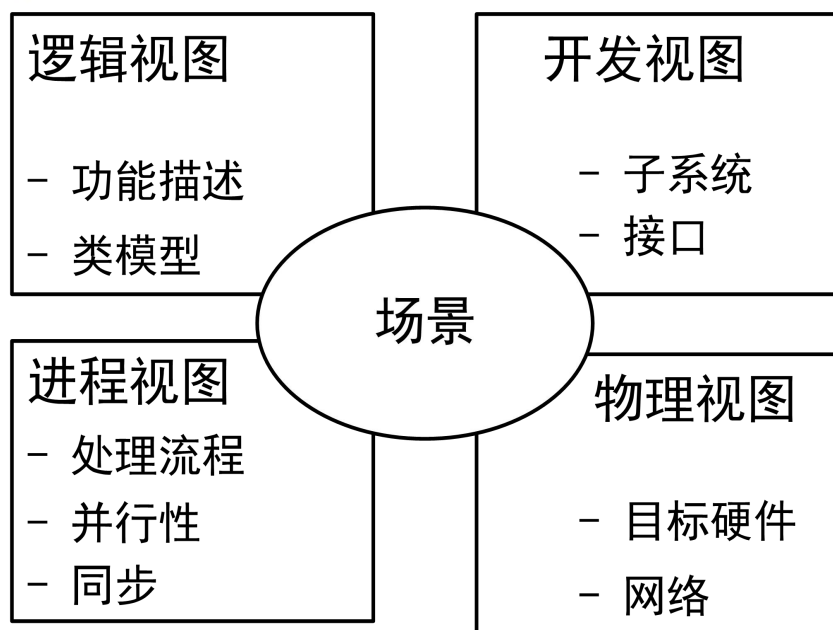 逻辑视图
- 功能描述
- 类模型
开发视图
- 子系统
- 接口
场景
进程视图
- 处理流程
- 并行性
- 同步
物理视图
- 目标硬件
- 网络